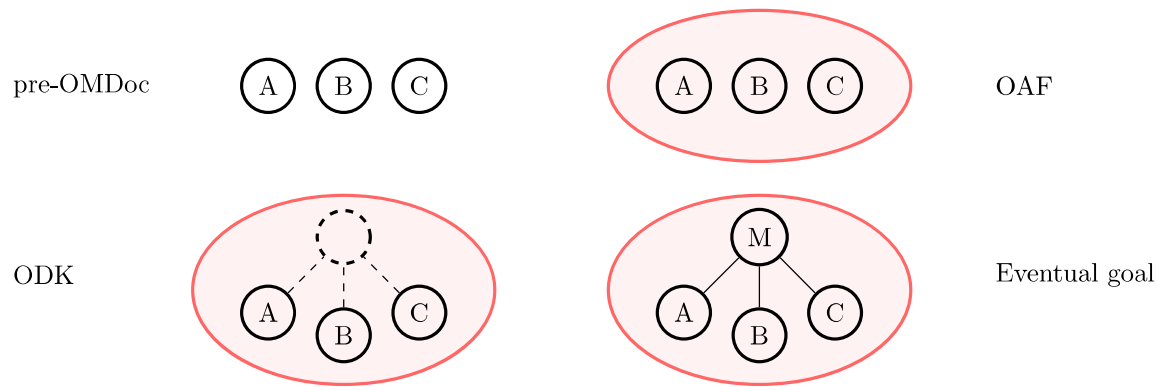 pre-OMDoc
A B C
A B C
OAF
ODK
A B C
M
A B C
Eventual goal